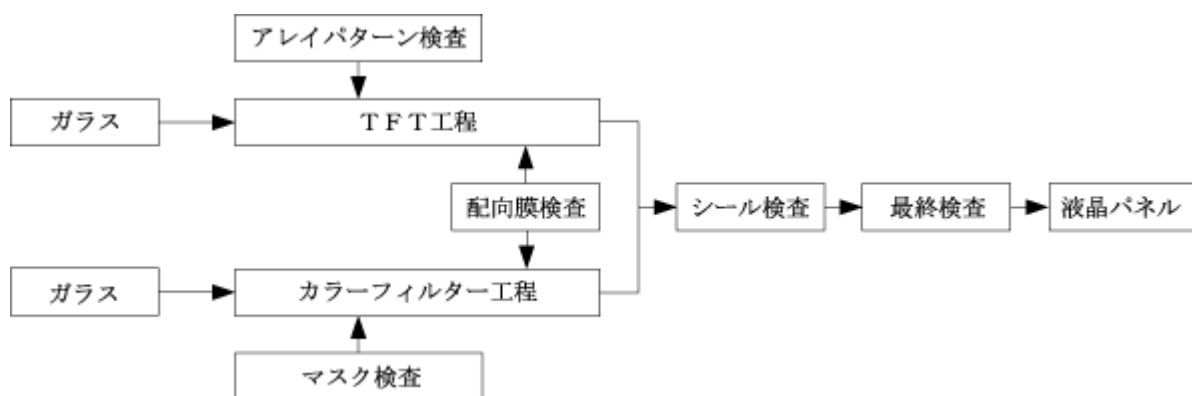 アレイパターン検査
ガラス
ＴＦＴ工程
配向膜検査
シール検査
最終検査
液晶パネル
ガラス
カラーフィルター工程
マスク検査